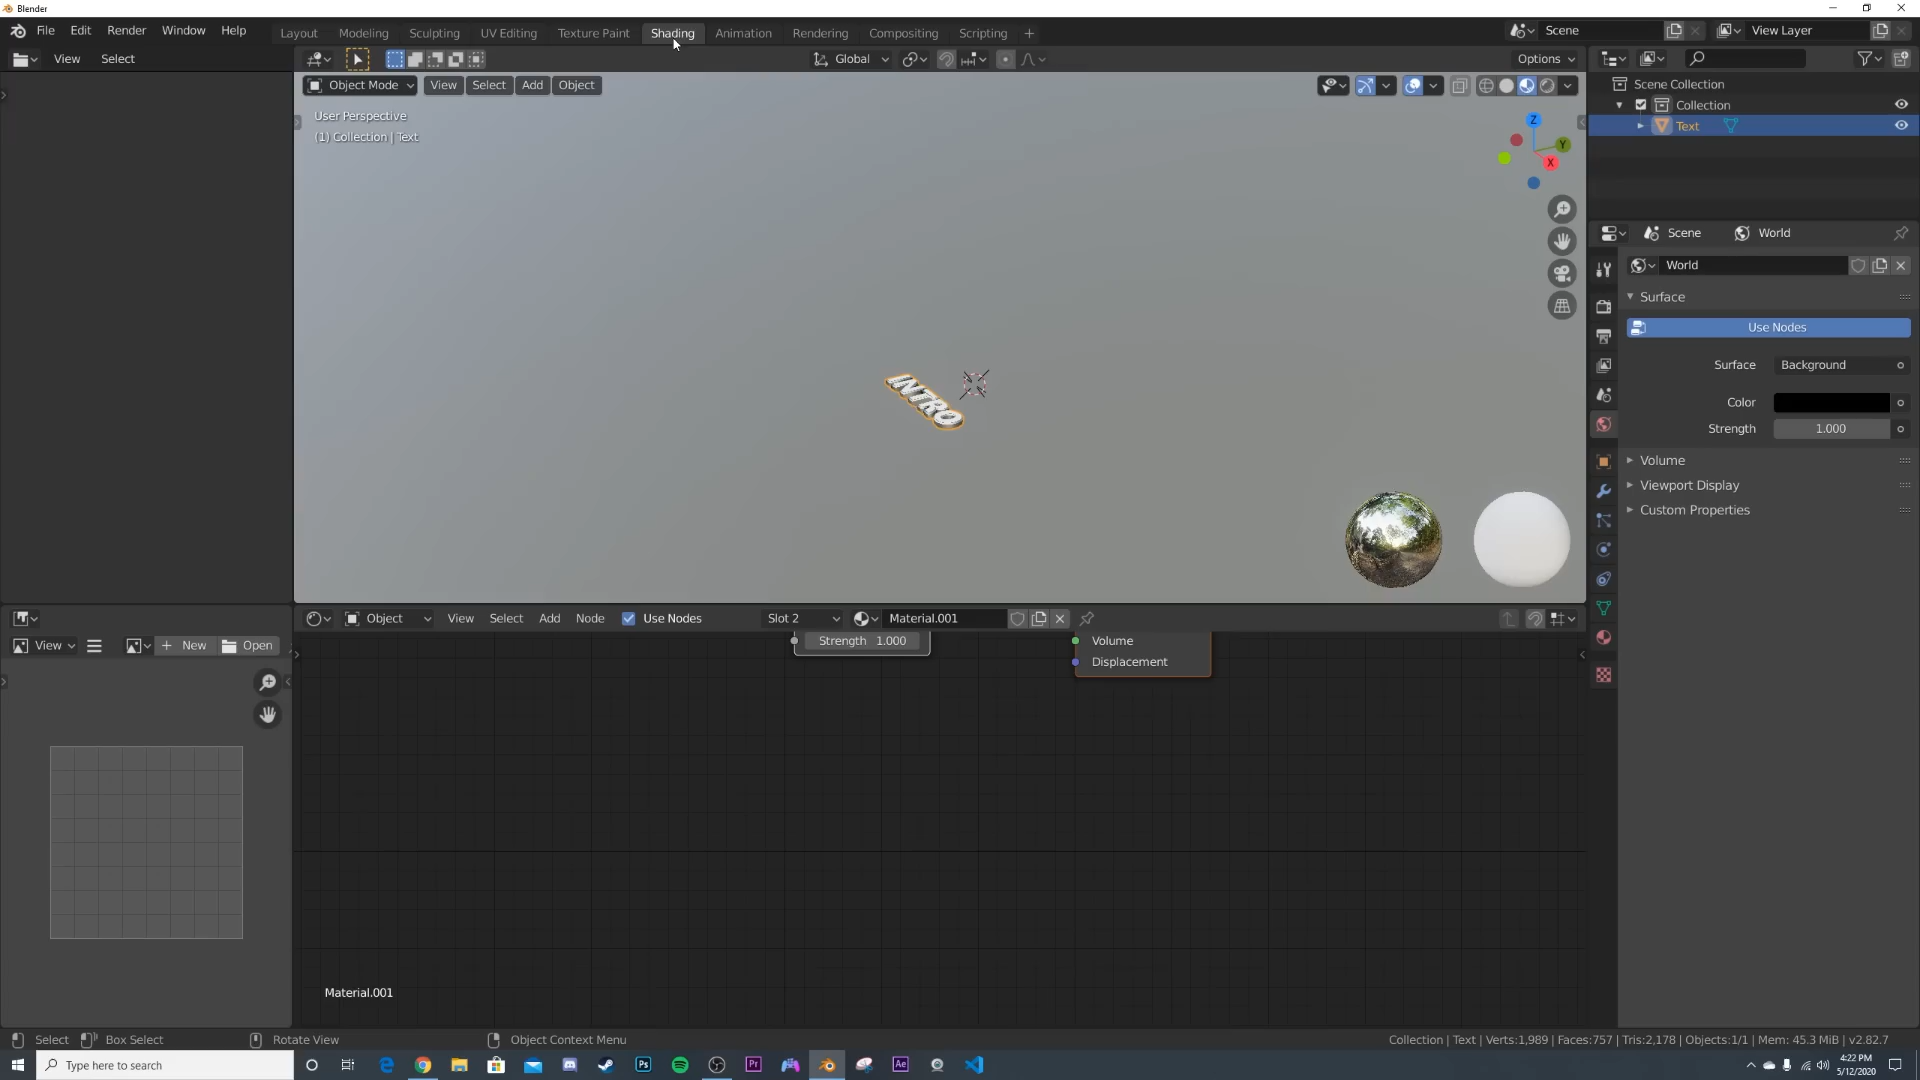 Blender
File Edit Render Window Help Layout Modeling Sculpting UV Editing Texture Paint Shading Animation Rendering Compositing Scripting + Scene View Layer
View Select Global Options
Object Mode View Select Add Object
Scene Collection
Collection
Text
User Perspective
(1) Collection | Text
Z
Y
X
Scene World
World
Surface
Use Nodes
Surface Background
Color
Strength 1.000
Volume
Viewport Display
Custom Properties
INTRO
Object View Select Add Node Use Nodes Slot 2 Material.001
View New Open
Strength 1.000
Volume
Displacement
Material.001
Select Box Select Rotate View Object Context Menu
Collection | Text | Verts:1,989 | Faces:757 | Tris:2,178 | Objects:1/1 | Mem: 45.3 MiB | v2.82.7
Type here to search
Ps
Pr
Ae
4:22 PM
5/12/2020